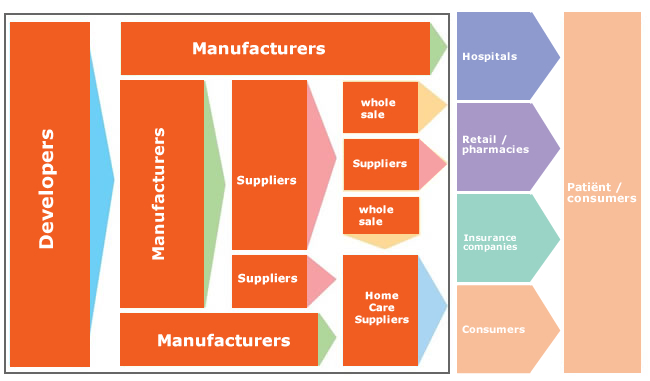 Developers
Manufacturers
Manufacturers
Suppliers
whole
sale
Suppliers
whole
sale
Suppliers
Home
Care
Suppliers
Manufacturers
Hospitals
Retail /
pharmacies
Insurance
companies
Consumers
Patiënt /
consumers